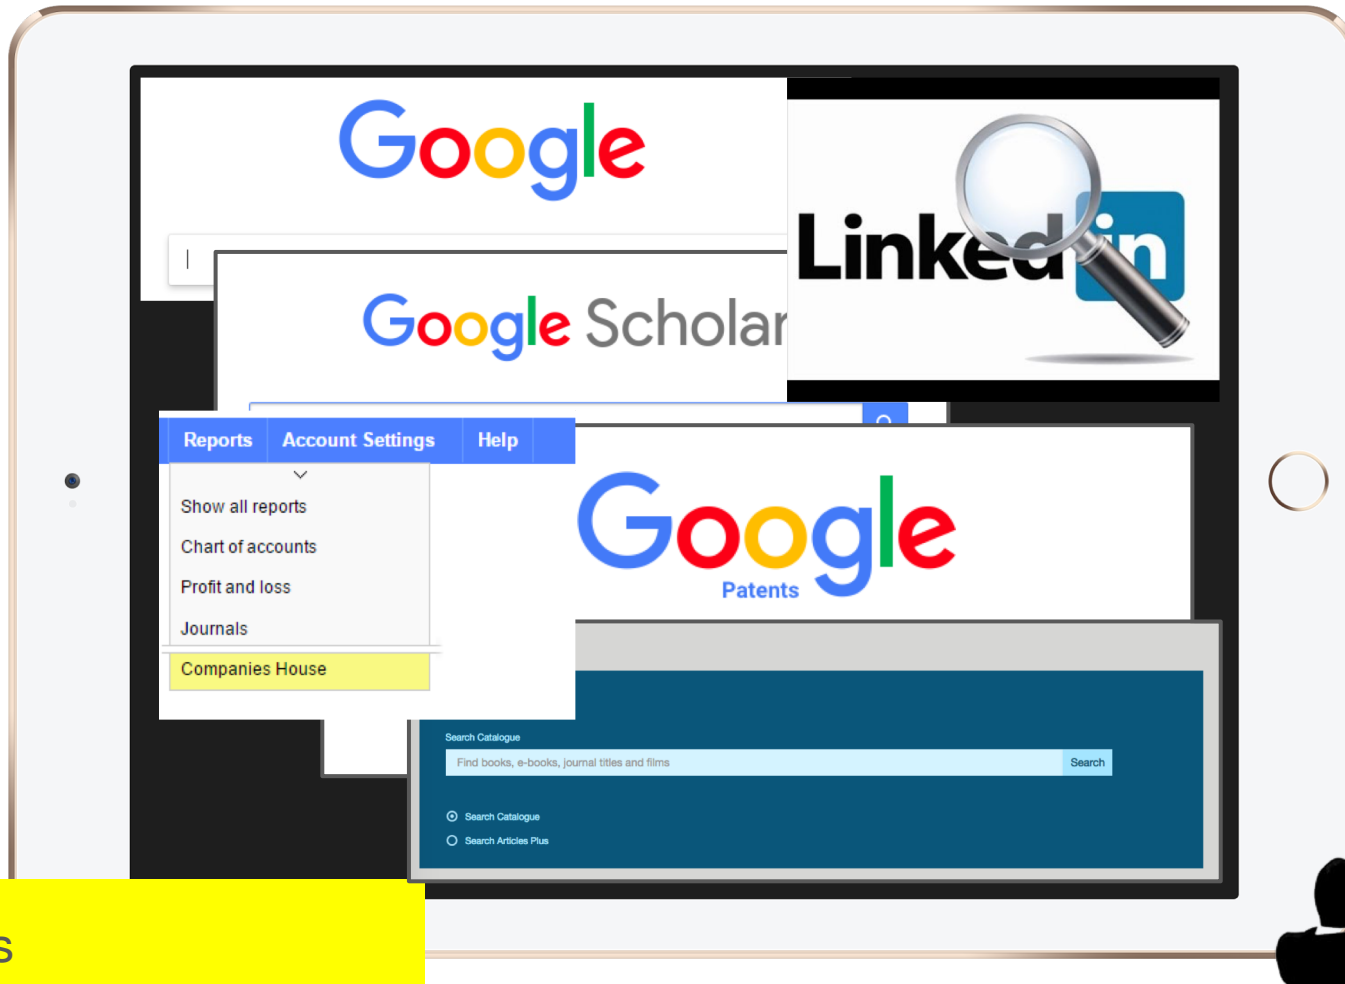 Google
Linkedin
Google Scholar
Reports Account Settings Help
Show all reports
Chart of accounts
Profit and loss
Journals
Companies House
Google
Patents
Search Catalogue
Find books, e-books, journal titles and films Search
Search Catalogue
Search Articles Plus
s